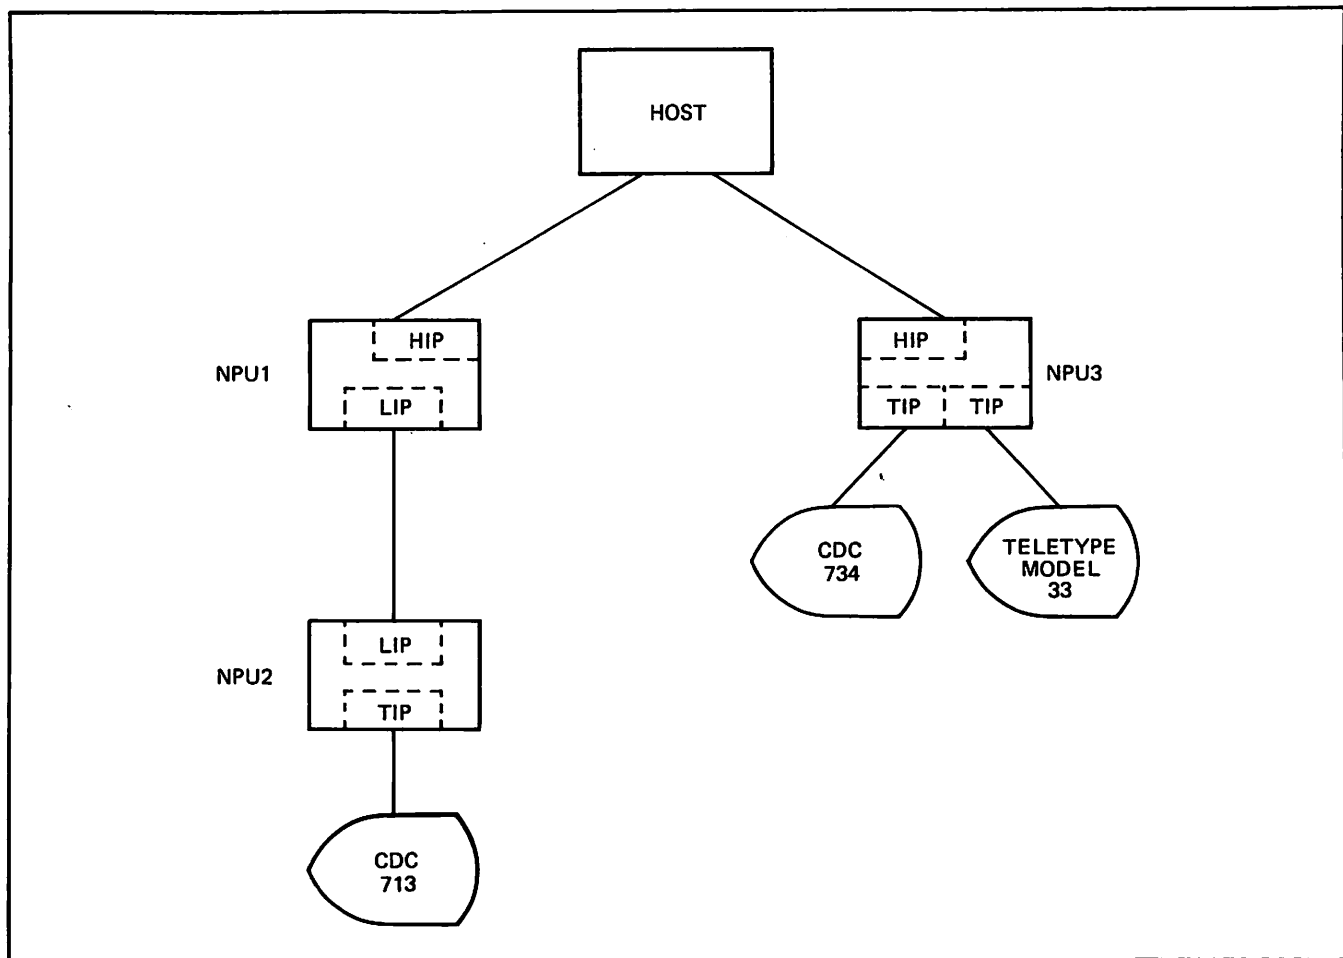 HOST
HIP
NPU1
LIP
HIP
NPU3
TIP TIP
CDC
734
TELETYPE
MODEL
33
LIP
NPU2
TIP
CDC
713